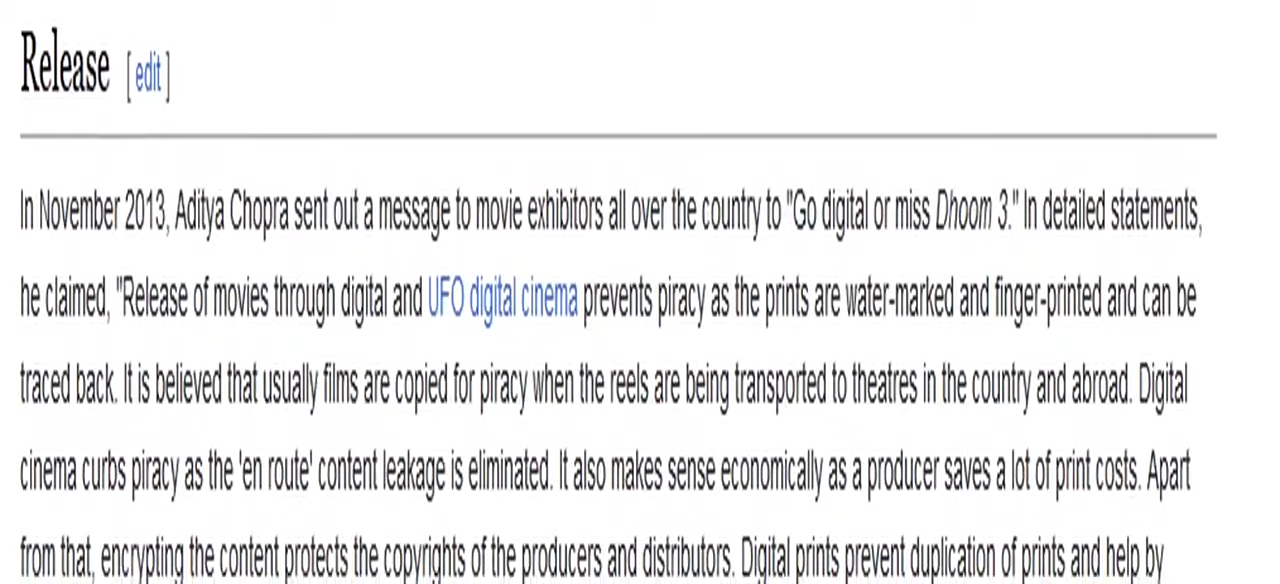 Release [ edit ]
In November 2013, Aditya Chopra sent out a message to movie exhibitors all over the country to "Go digital or miss Dhoom 3." In detailed statements,
he claimed, "Release of movies through digital and UFO digital cinema prevents piracy as the prints are water-marked and finger-printed and can be
traced back. It is believed that usually films are copied for piracy when the reels are being transported to theatres in the country and abroad. Digital
cinema curbs piracy as the 'en route' content leakage is eliminated. It also makes sense economically as a producer saves a lot of print costs. Apart
from that, encrypting the content protects the copyrights of the producers and distributors. Digital prints prevent duplication of prints and help by